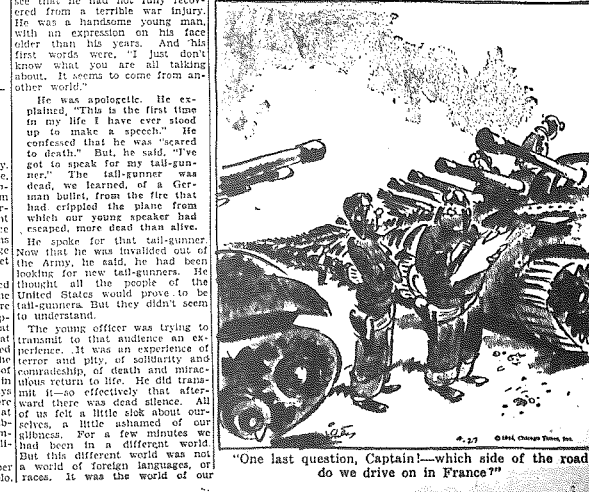 see that he had not fully recov-
ered from a terrible war injury.
He was a handsome young man,
with an expression on his face
older than his years. And his
first words were, "I just don't
know what you are all talking
about. It seems to come from an-
other world."
He was apologetic. He ex-
plained, "This is the first time
in my life I have ever stood
up to make a speech." He
confessed that he was "scared
to death." But, he said, "I've
got to speak for my tail-gun-
ner." The tail-gunner was
dead, we learned, of a Ger-
man bullet, from the fire that
had crippled the plane from
which our young speaker had
escaped, more dead than alive.
He spoke for that tail-gunner.
Now that he was invalided out of
the Army, he said, he had been
looking for new tail-gunners. He
thought all the people of the
United States would prove to be
tail-gunners. But they didn't seem
to understand.
The young officer was trying to
transmit to that audience an ex-
perience. It was an experience of
terror and pity, of solidarity and
comradeship, of death and mirac-
ulous return to life. He did trans-
mit it—so effectively that after-
ward there was dead silence. All
of us felt a little sick about our-
selves, a little ashamed of our
glibness. For a few minutes we
had been in a different world.
But this different world was not
a world of foreign languages, or
races. It was the world of our
4-27
© 1944, Chicago Times, Inc.
"One last question, Captain!—which side of the road
do we drive on in France?"